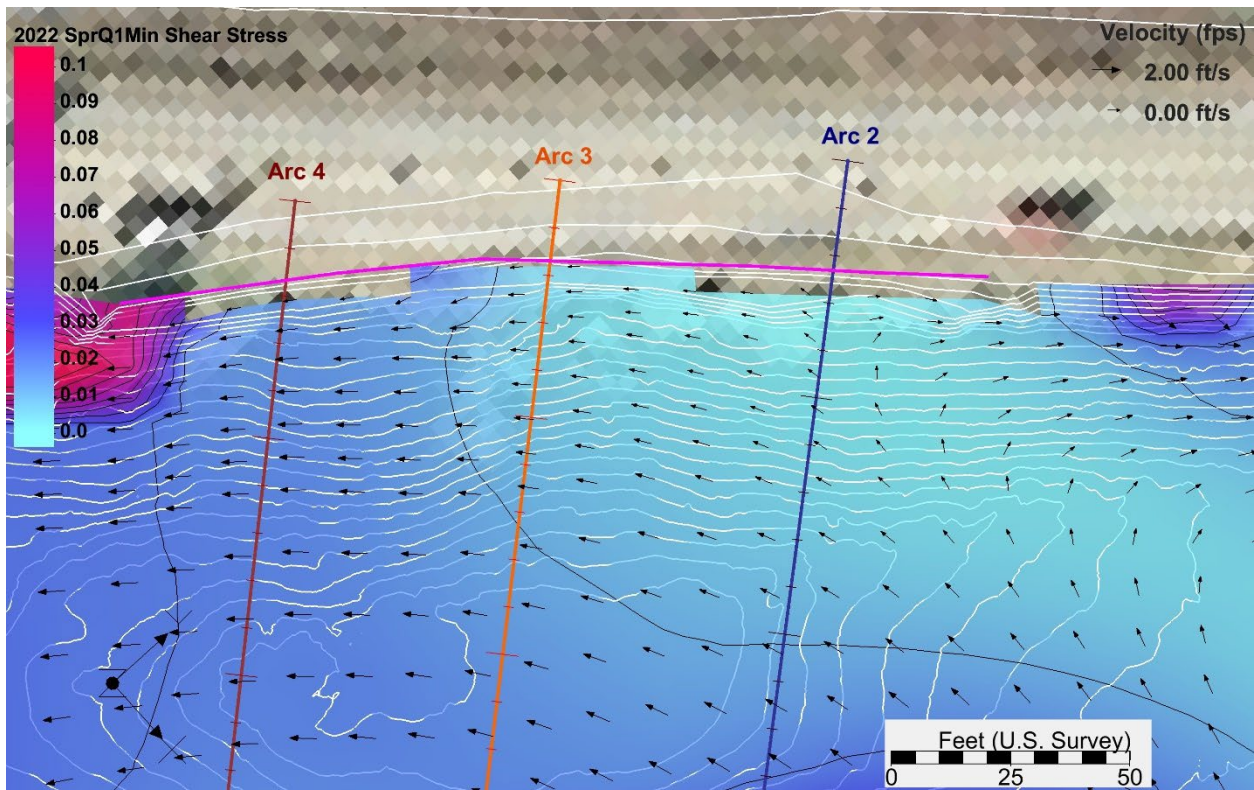 2022 SprQ1Min Shear Stress
0.1
0.09
0.08
0.07
0.06
0.05
0.04
0.03
0.02
0.01
0.0
Velocity (fps)
2.00 ft/s
0.00 ft/s
Arc 4
Arc 3
Arc 2
Feet (U.S. Survey)
0 25 50